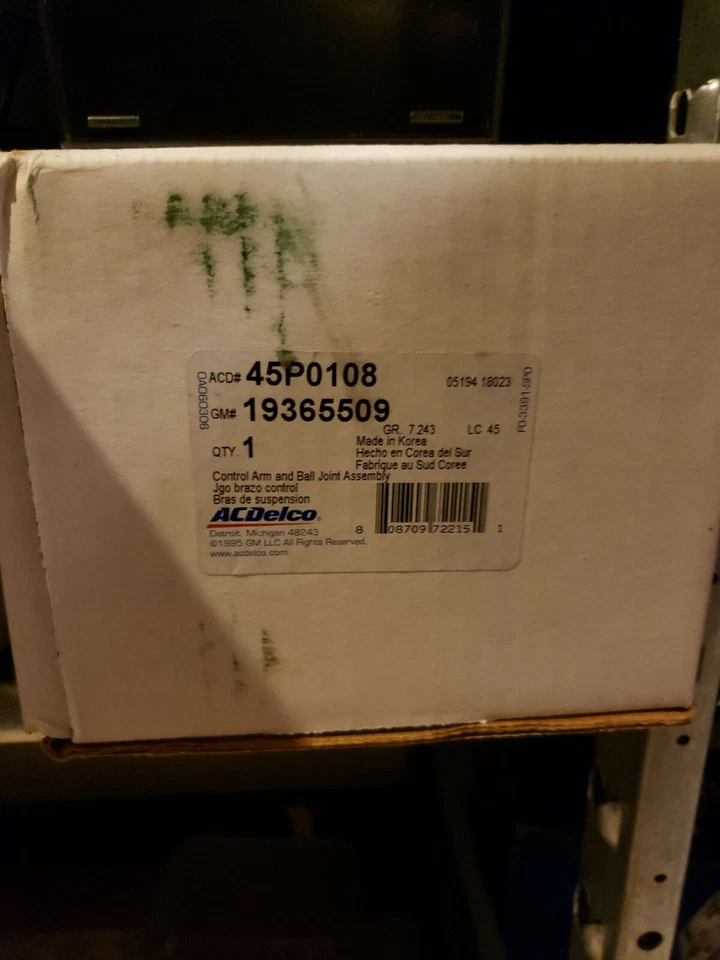 ACD# 45P0108
05194 18023
GM# 19365509
GR. 7.243 LC 45
QTY. 1
Made in Korea
Hecho en Corea del Sur
Fabrique au Sud Coree
Control Arm and Ball Joint Assembly
Jgo brazo control
Bras de suspension
ACDelco
Detroit, Michigan 48243
©1995 GM LLC All Rights Reserved.
www.acdelco.com
8 08709 72215 1
OAD60306